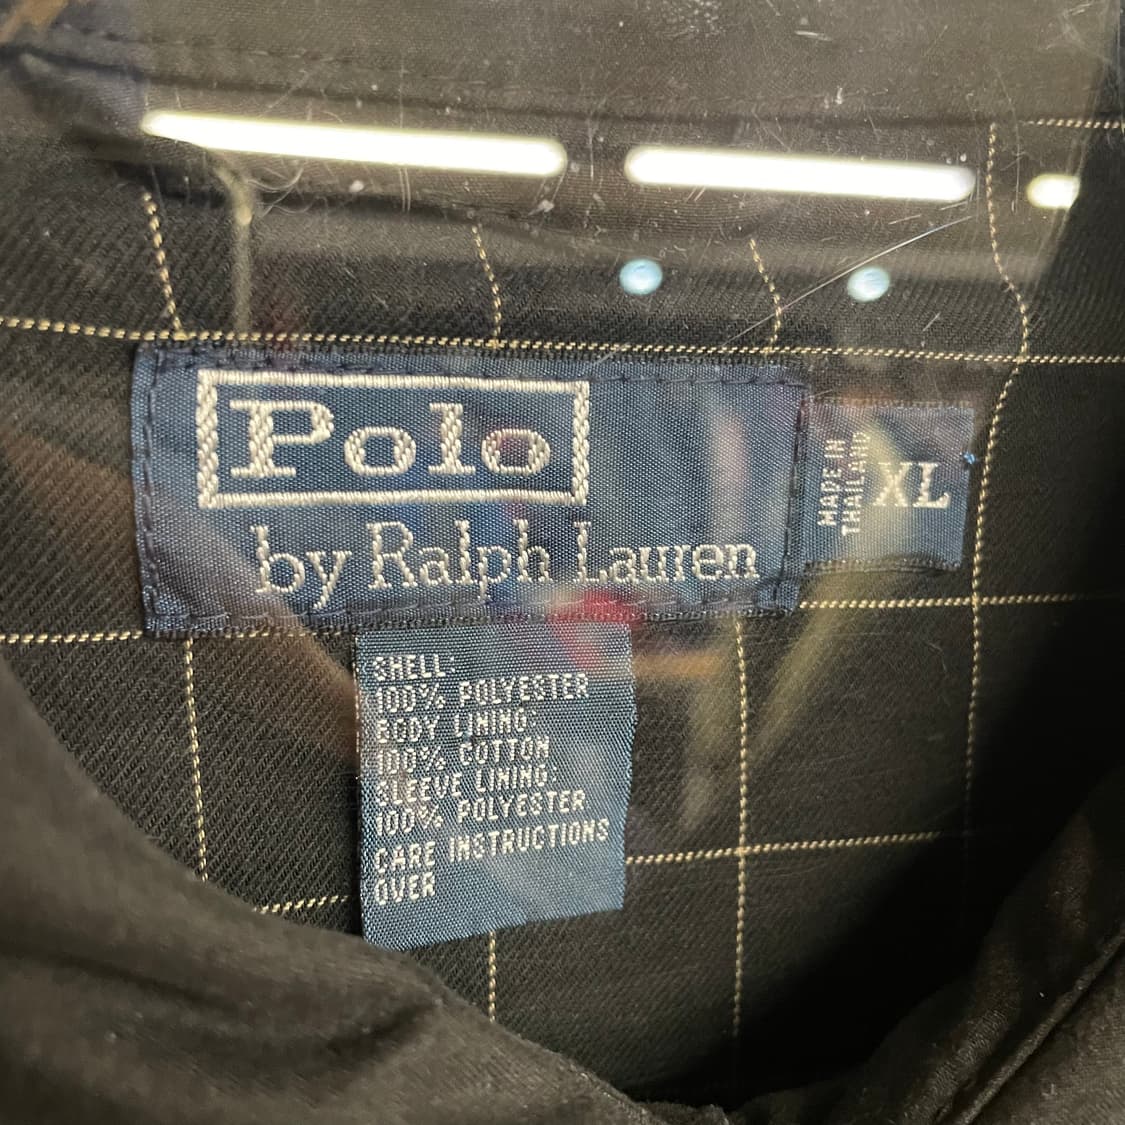 Polo
by Ralph Lauren
MADE IN
THAILAND
XL
SHELL:
100% POLYESTER
BODY LINING:
100% COTTON
SLEEVE LINING:
100% POLYESTER
CARE INSTRUCTIONS
OVER